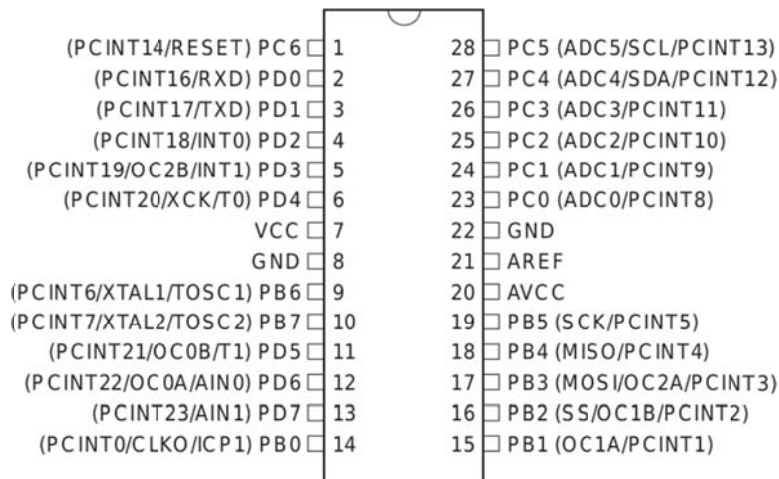 (PCINT14/RESET) PC6 1 28 PC5 (ADC5/SCL/PCINT13)
(PCINT16/RXD) PD0 2 27 PC4 (ADC4/SDA/PCINT12)
(PCINT17/TXD) PD1 3 26 PC3 (ADC3/PCINT11)
(PCINT18/INT0) PD2 4 25 PC2 (ADC2/PCINT10)
(PCINT19/OC2B/INT1) PD3 5 24 PC1 (ADC1/PCINT9)
(PCINT20/XCK/T0) PD4 6 23 PC0 (ADC0/PCINT8)
VCC 7 22 GND
GND 8 21 AREF
(PCINT6/XTAL1/TOSC1) PB6 9 20 AVCC
(PCINT7/XTAL2/TOSC2) PB7 10 19 PB5 (SCK/PCINT5)
(PCINT21/OC0B/T1) PD5 11 18 PB4 (MISO/PCINT4)
(PCINT22/OC0A/AIN0) PD6 12 17 PB3 (MOSI/OC2A/PCINT3)
(PCINT23/AIN1) PD7 13 16 PB2 (SS/OC1B/PCINT2)
(PCINT0/CLKO/ICP1) PB0 14 15 PB1 (OC1A/PCINT1)